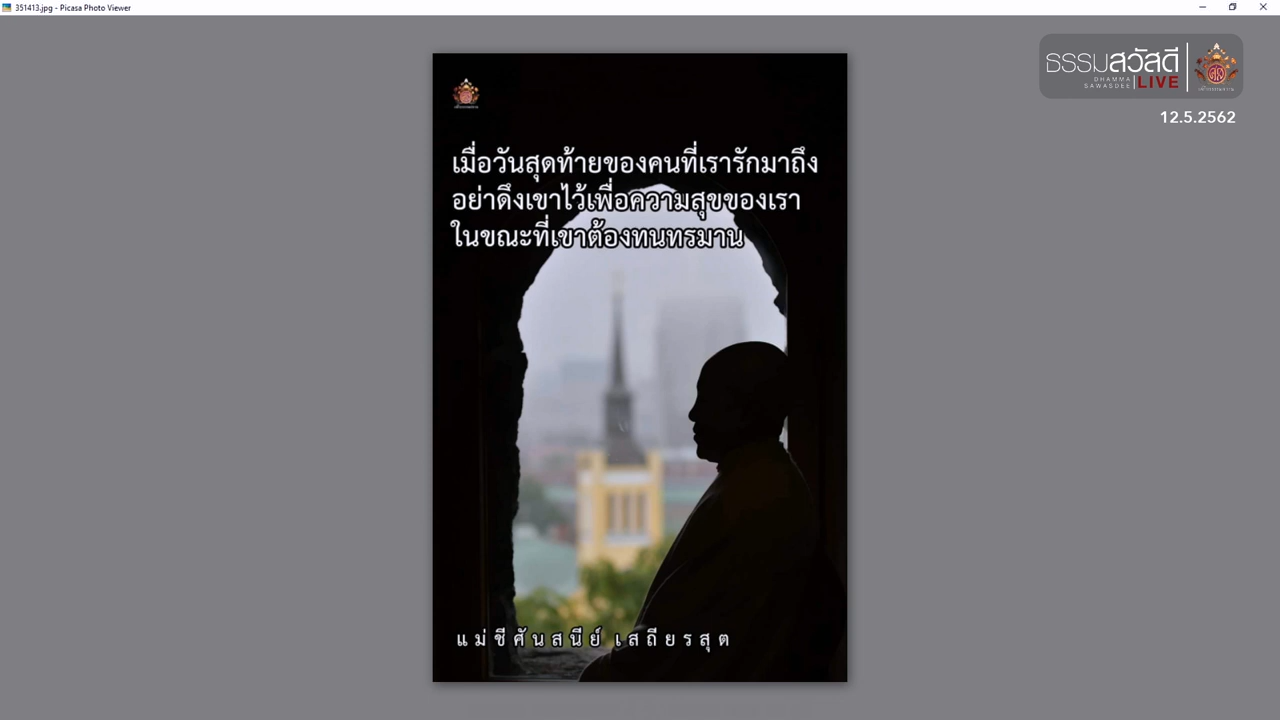 351413.jpg - Picasa Photo Viewer
ธรรมสวัสดี
DHAMMA
SAWASDEE
LIVE
12.5.2562
เมื่อวันสุดท้ายของคนที่เรารักมาถึง
อย่าดึงเขาไว้เพื่อความสุขของเรา
ในขณะที่เขาต้องทนทรมาน
แม่ชีศันสนีย์ เสถียรสุต